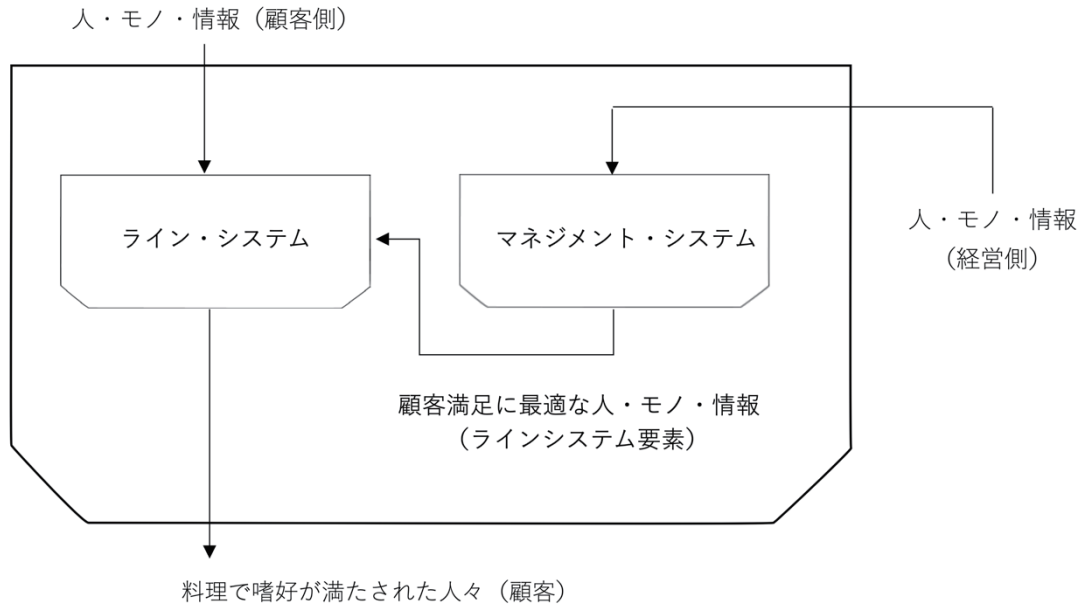 人・モノ・情報（顧客側）
ライン・システム
マネジメント・システム
人・モノ・情報
（経営側）
顧客満足に最適な人・モノ・情報
（ラインシステム要素）
料理で嗜好が満たされた人々（顧客）